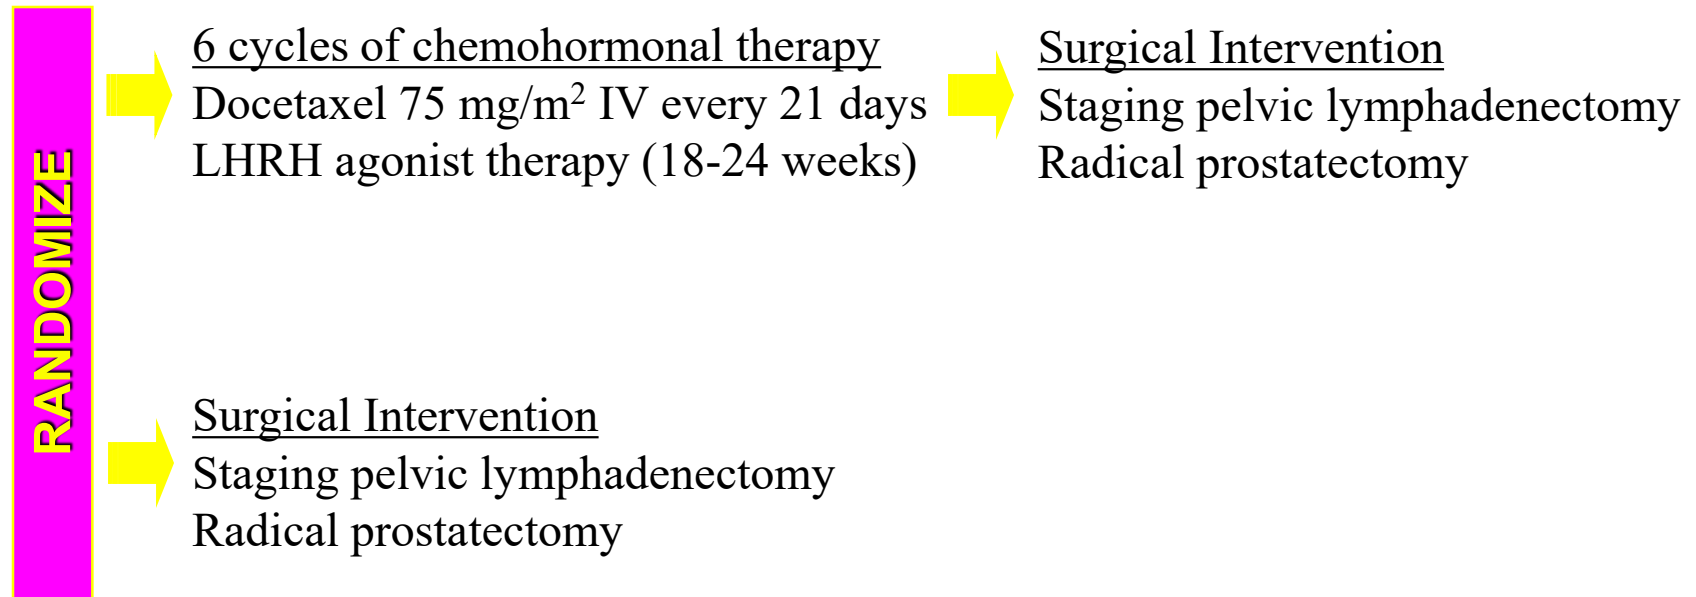 RANDOMIZE
6 cycles of chemohormonal therapy
Docetaxel 75 mg/m² IV every 21 days
LHRH agonist therapy (18-24 weeks)
Surgical Intervention
Staging pelvic lymphadenectomy
Radical prostatectomy
Surgical Intervention
Staging pelvic lymphadenectomy
Radical prostatectomy